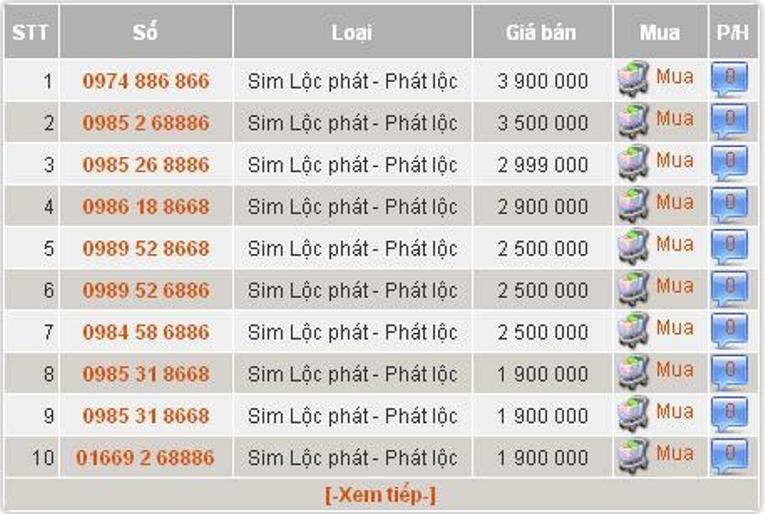 STT Số Loại Giá bán Mua P/H
1 0974 886 866 Sim Lộc phát - Phát lộc 3 900 000 Mua 0
2 0985 2 68886 Sim Lộc phát - Phát lộc 3 500 000 Mua 0
3 0985 26 8886 Sim Lộc phát - Phát lộc 2 999 000 Mua 0
4 0986 18 8668 Sim Lộc phát - Phát lộc 2 900 000 Mua 0
5 0989 52 8668 Sim Lộc phát - Phát lộc 2 500 000 Mua 0
6 0989 52 6886 Sim Lộc phát - Phát lộc 2 500 000 Mua 0
7 0984 58 6886 Sim Lộc phát - Phát lộc 2 500 000 Mua 0
8 0985 31 8668 Sim Lộc phát - Phát lộc 1 900 000 Mua 0
9 0985 31 8668 Sim Lộc phát - Phát lộc 1 900 000 Mua 0
10 01669 2 68886 Sim Lộc phát - Phát lộc 1 900 000 Mua 0
[-Xem tiếp-]